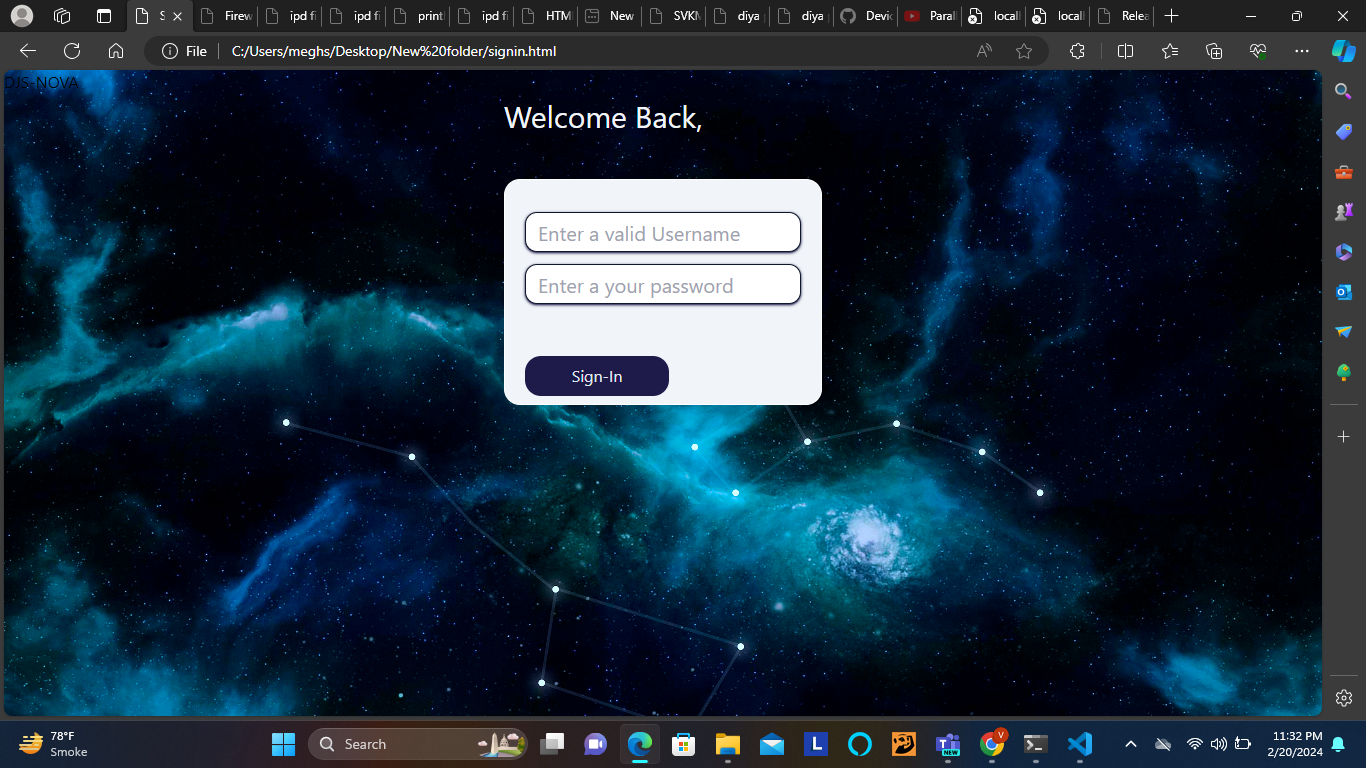 S
Firew
ipd fi
ipd fi
print
ipd fi
HTM
New
SVKM
diya
diya
Devic
Paral
locall
locall
Relea
File
C:/Users/meghs/Desktop/New%20folder/signin.html
DJS-NOVA
Welcome Back,
Enter a valid Username
Enter a your password
Sign-In
78°F
Smoke
Search
L
NEW
V
11:32 PM
2/20/2024